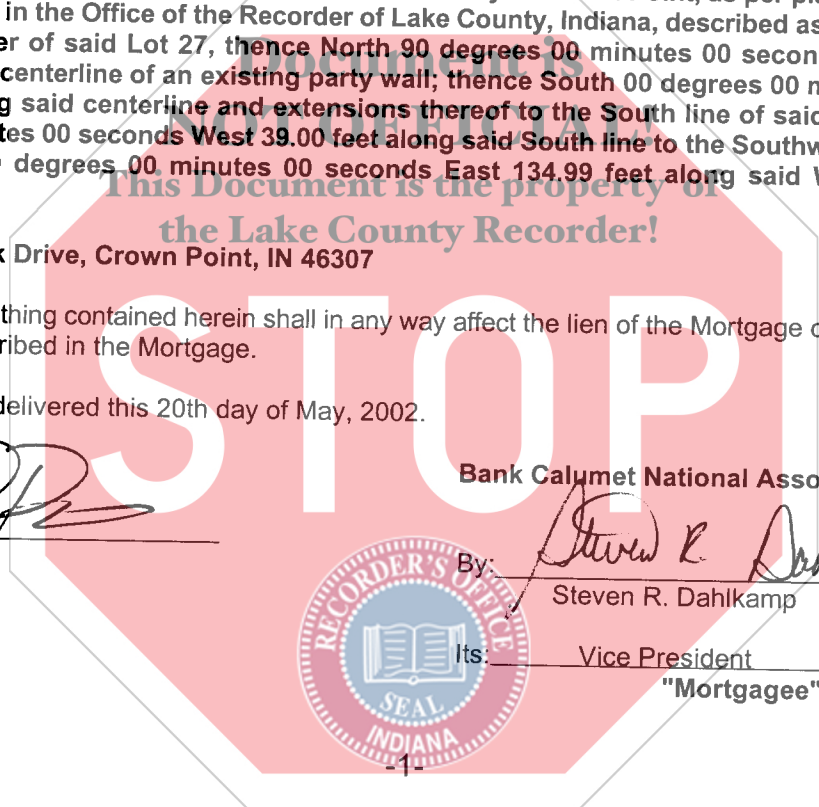 in the Office of the Recorder of Lake County, Indiana, described as
er of said Lot 27, thence North 90 degrees 00 minutes 00 secon
Document is
centerline of an existing party wall; thence South 00 degrees 00 m
g said centerline and extensions thereof to the South line of said
NOT OFFICIAL!
tes 00 seconds West 39.00 feet along said South line to the Southw
degrees 00 minutes 00 seconds East 134.99 feet along said W
This Document is the property of
the Lake County Recorder!
k Drive, Crown Point, IN 46307
thing contained herein shall in any way affect the lien of the Mortgage o
ribed in the Mortgage.
delivered this 20th day of May, 2002.
STOP
Bank Calumet National Asso
By: Steven R. Dah
Steven R. Dahlkamp
RECORDER'S OFFICE
SEAL
INDIANA
Its: Vice President
"Mortgagee"
-1-